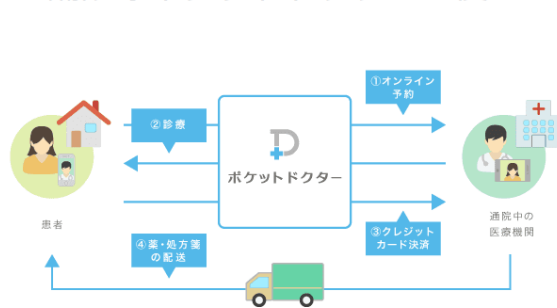 ①オンライン
予約
②診療
ポケットドクター
患者
通院中の
医療機関
③クレジット
カード決済
④薬・処方箋
の配送